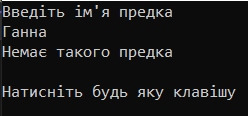 Введіть ім'я предка
Ганна
Немає такого предка
Натисніть будь яку клавішу